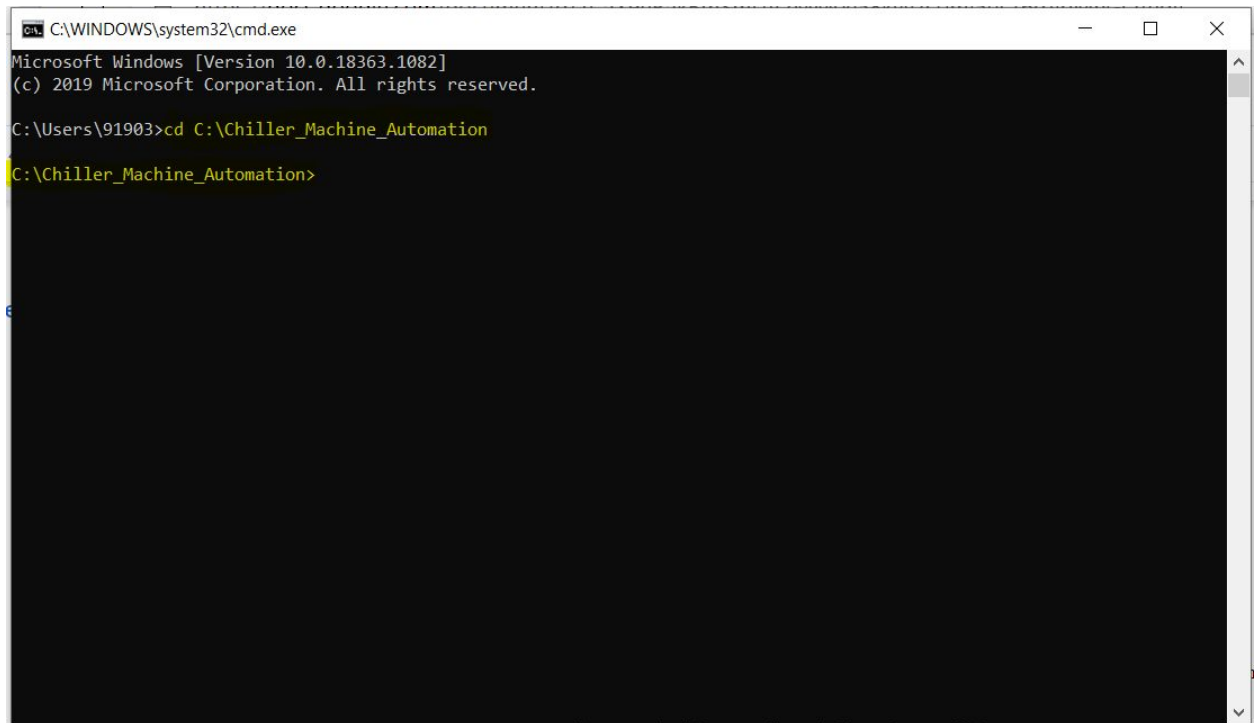 C:\WINDOWS\system32\cmd.exe
Microsoft Windows [Version 10.0.18363.1082]
(c) 2019 Microsoft Corporation. All rights reserved.
C:\Users\91903>cd C:\Chiller_Machine_Automation
C:\Chiller_Machine_Automation>